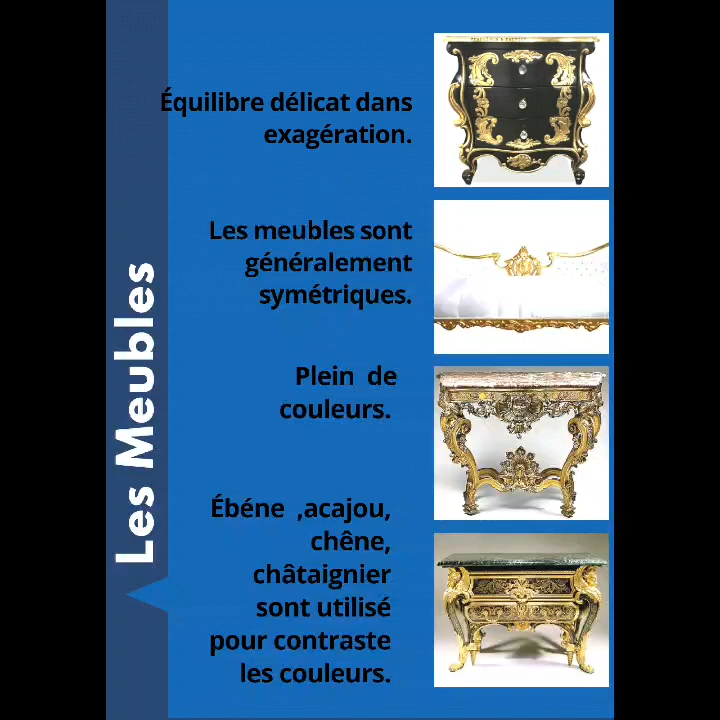 Les Meubles
Équilibre délicat dans
exagération.
Les meubles sont
généralement
symétriques.
Plein de
couleurs.
Ébéne ,acajou,
chêne,
châtaignier
sont utilisé
pour contraste
les couleurs.